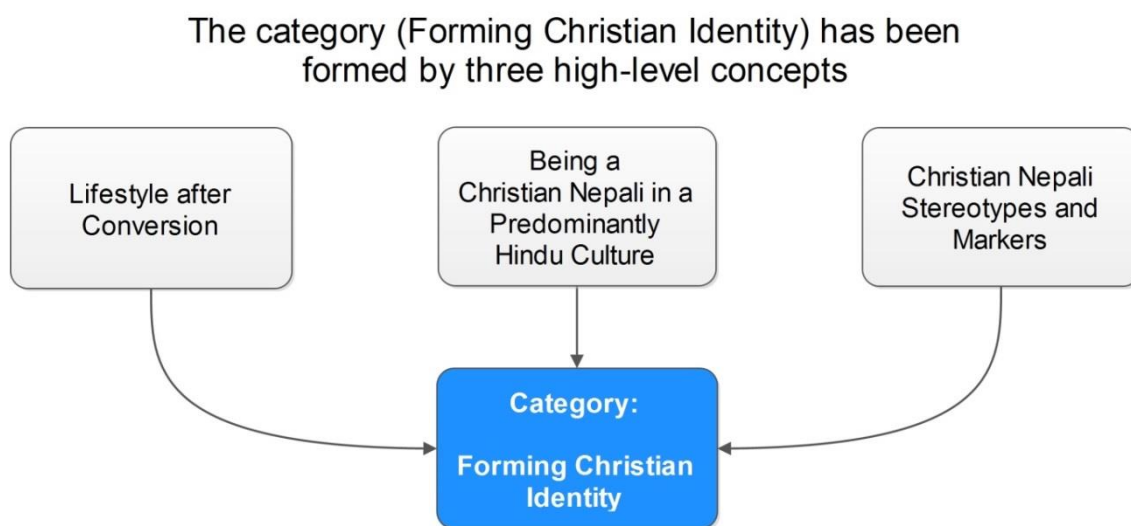 The category (Forming Christian Identity) has been
formed by three high-level concepts
Lifestyle after
Conversion
Being a
Christian Nepali in a
Predominantly
Hindu Culture
Christian Nepali
Stereotypes and
Markers
Category:
Forming Christian
Identity